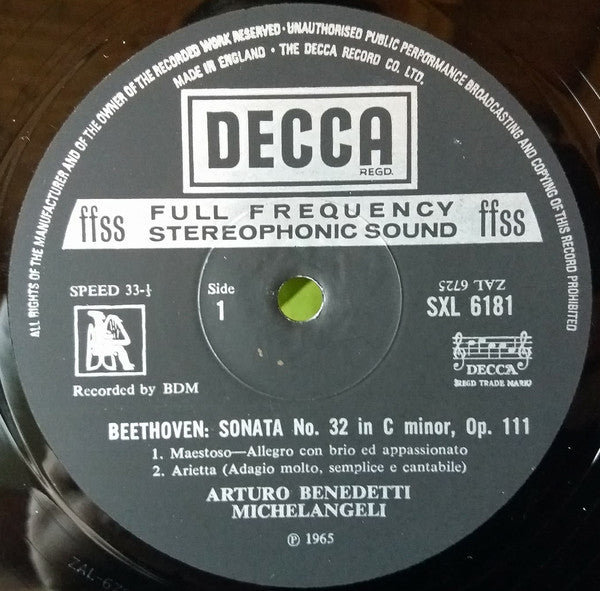 ALL RIGHTS OF THE MANUFACTURER AND OF THE OWNER OF THE RECORDED WORK RESERVED · UNAUTHORISED PUBLIC PERFORMANCE BROADCASTING AND COPYING OF THIS RECORD PROHIBITED
MADE IN ENGLAND · THE DECCA RECORD CO. LTD.
DECCA
REGD.
ffss FULL FREQUENCY STEREOPHONIC SOUND ffss
SPEED 33-⅓
Side
1
ZAL 6725
SXL 6181
DECCA
REGD TRADE MARK
Recorded by BDM
BEETHOVEN: SONATA No. 32 in C minor, Op. 111
1. Maestoso—Allegro con brio ed appassionato
2. Arietta (Adagio molto, semplice e cantabile)
ARTURO BENEDETTI
MICHELANGELI
℗ 1965